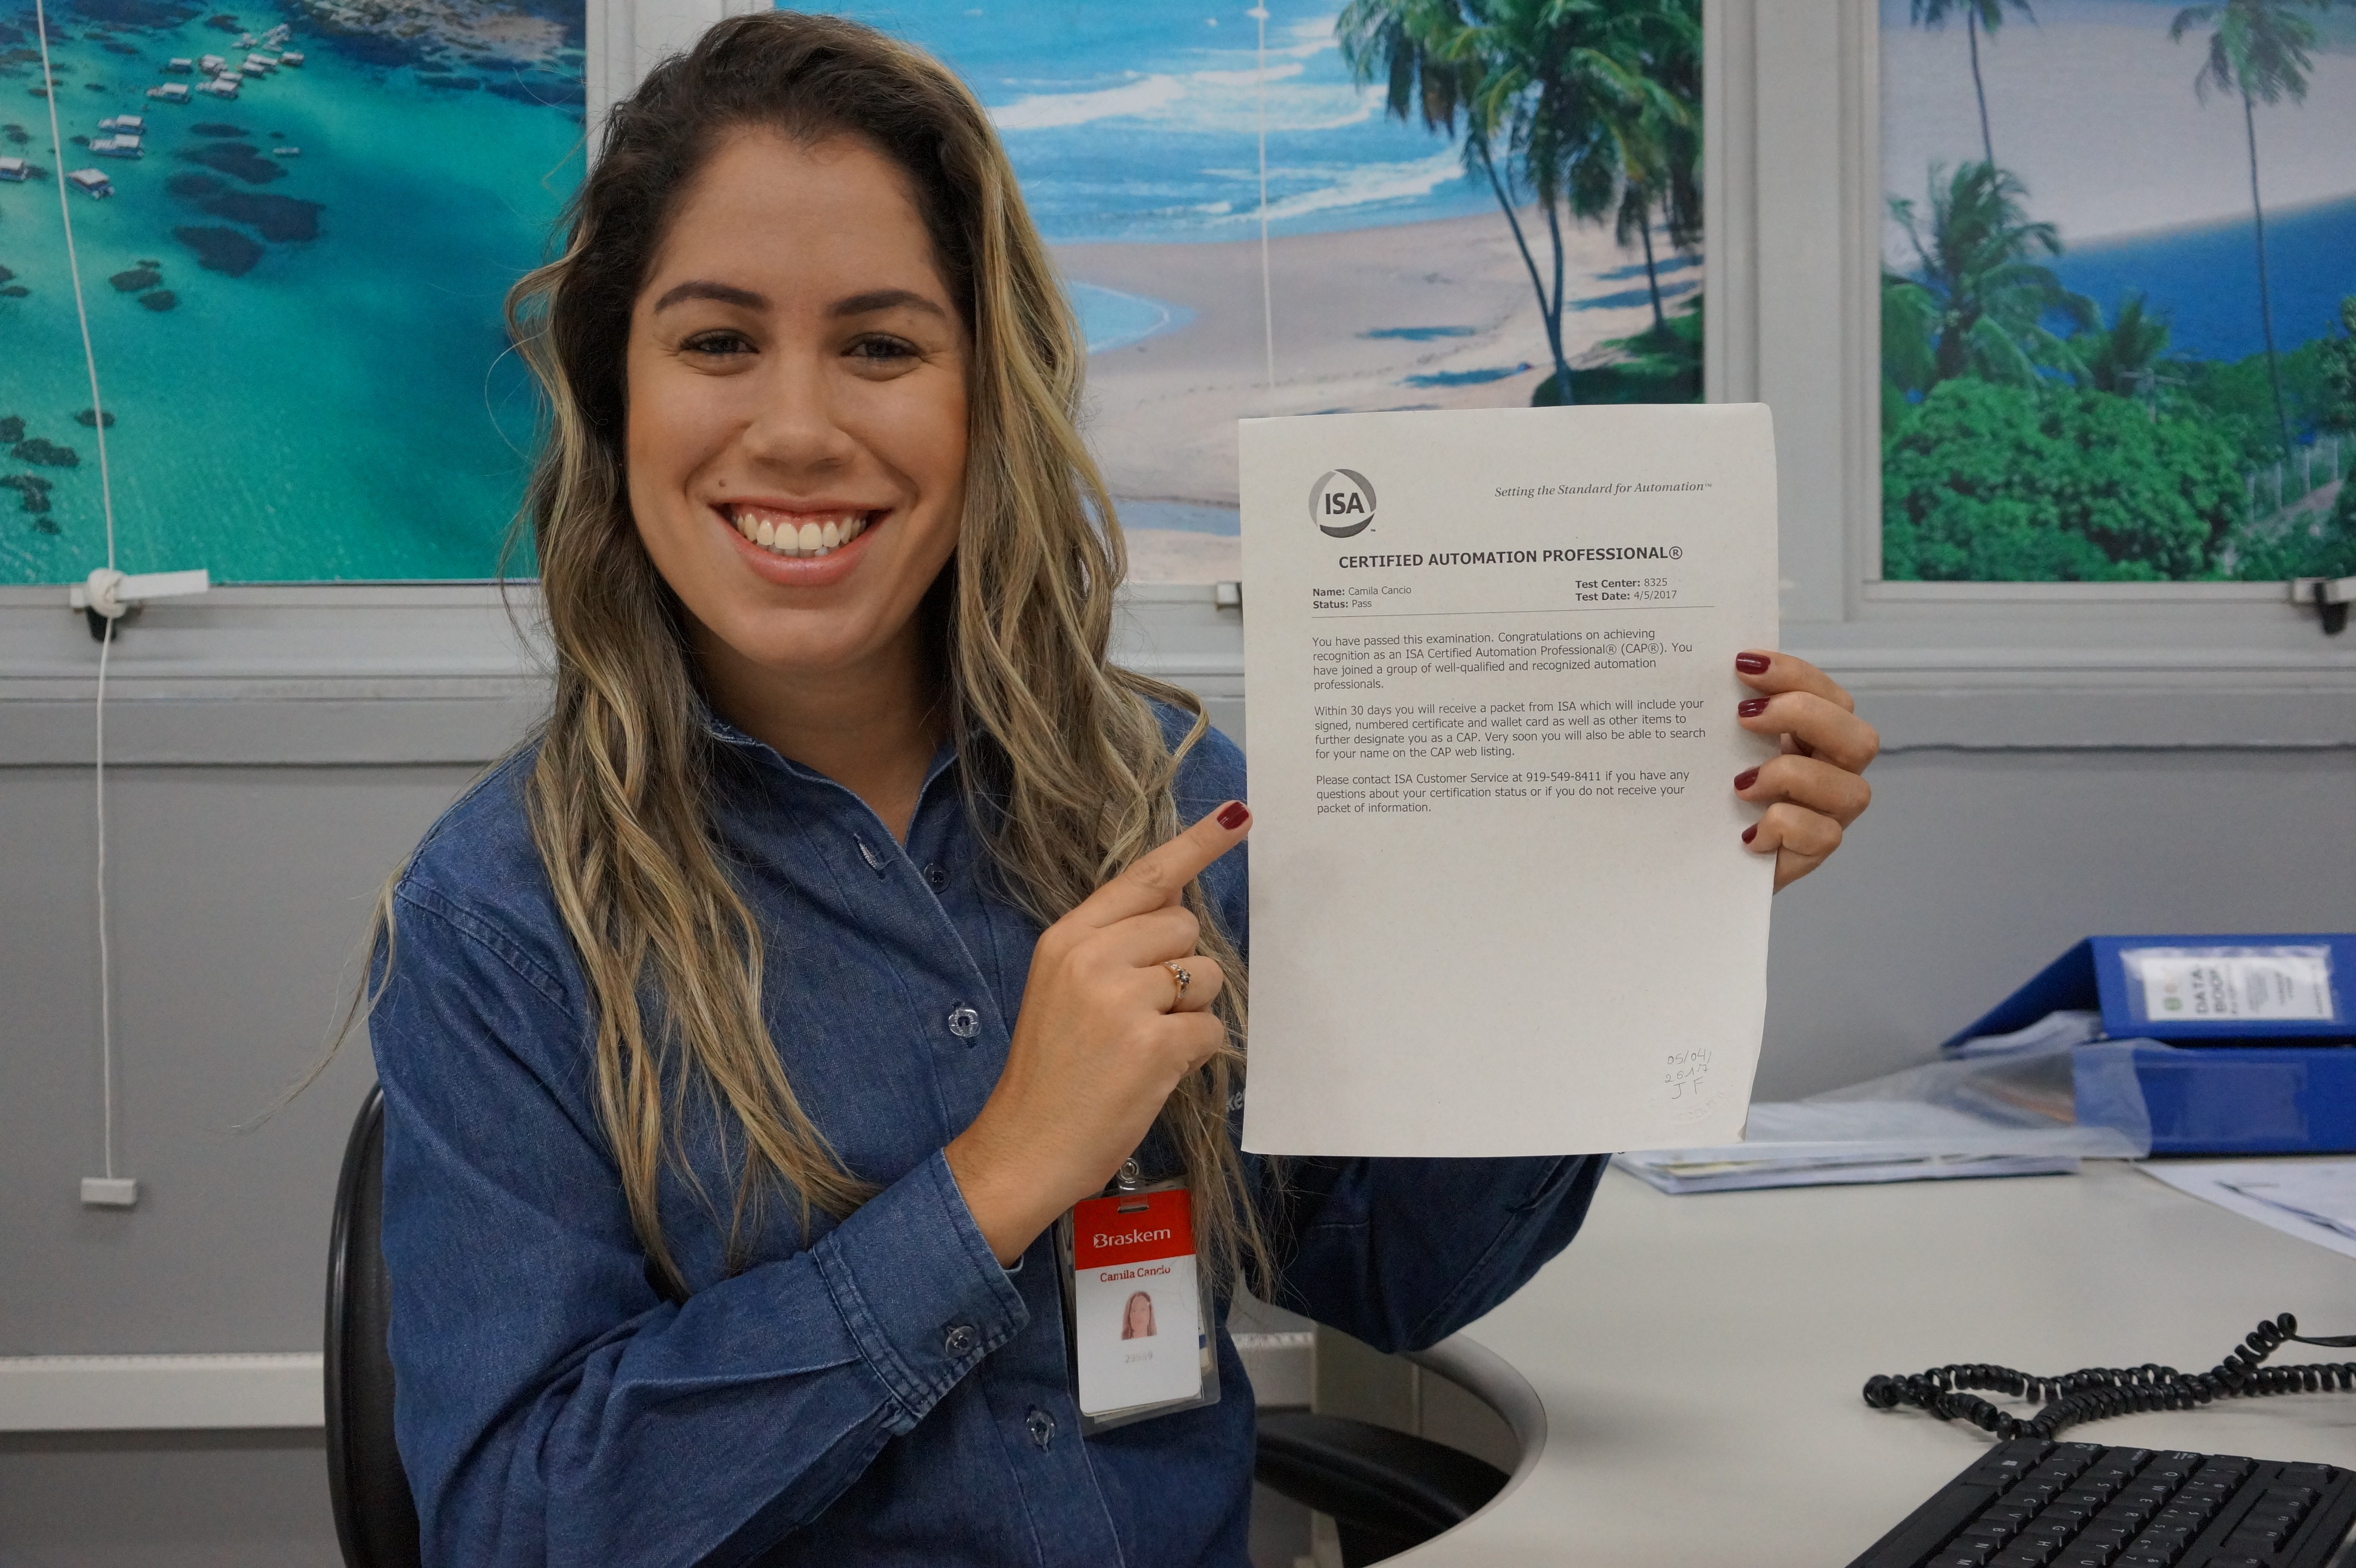 ISA
Setting the Standard for Automation™
CERTIFIED AUTOMATION PROFESSIONAL®
Name: Camila Cancio
Status: Pass
Test Center: 8325
Test Date: 4/5/2017
You have passed this examination. Congratulations on achieving
recognition as an ISA Certified Automation Professional® (CAP®). You
have joined a group of well-qualified and recognized automation
professionals.
Within 30 days you will receive a packet from ISA which will include your
signed, numbered certificate and wallet card as well as other items to
further designate you as a CAP. Very soon you will also be able to search
for your name on the CAP web listing.
Please contact ISA Customer Service at 919-549-8411 if you have any
questions about your certification status or if you do not receive your
packet of information.
05/04/
2017
J F
Braskem
Camila Cancio
DATA-
BOOK